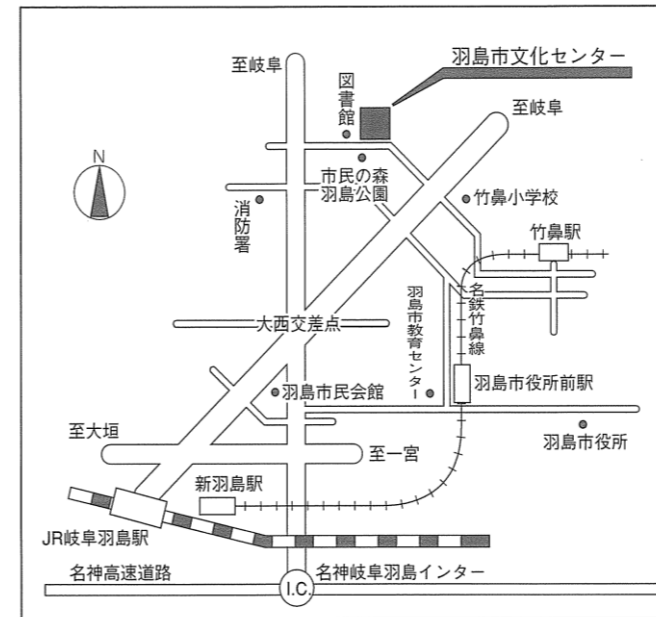 至岐阜
羽島市文化センター
図書館
至岐阜
N
市民の森
羽島公園
竹鼻小学校
消防署
竹鼻駅
名鉄竹鼻線
羽島市教育センター
大西交差点
羽島市民会館
羽島市役所前駅
至大垣
至一宮
羽島市役所
新羽島駅
JR岐阜羽島駅
名神高速道路
I.C.
名神岐阜羽島インター